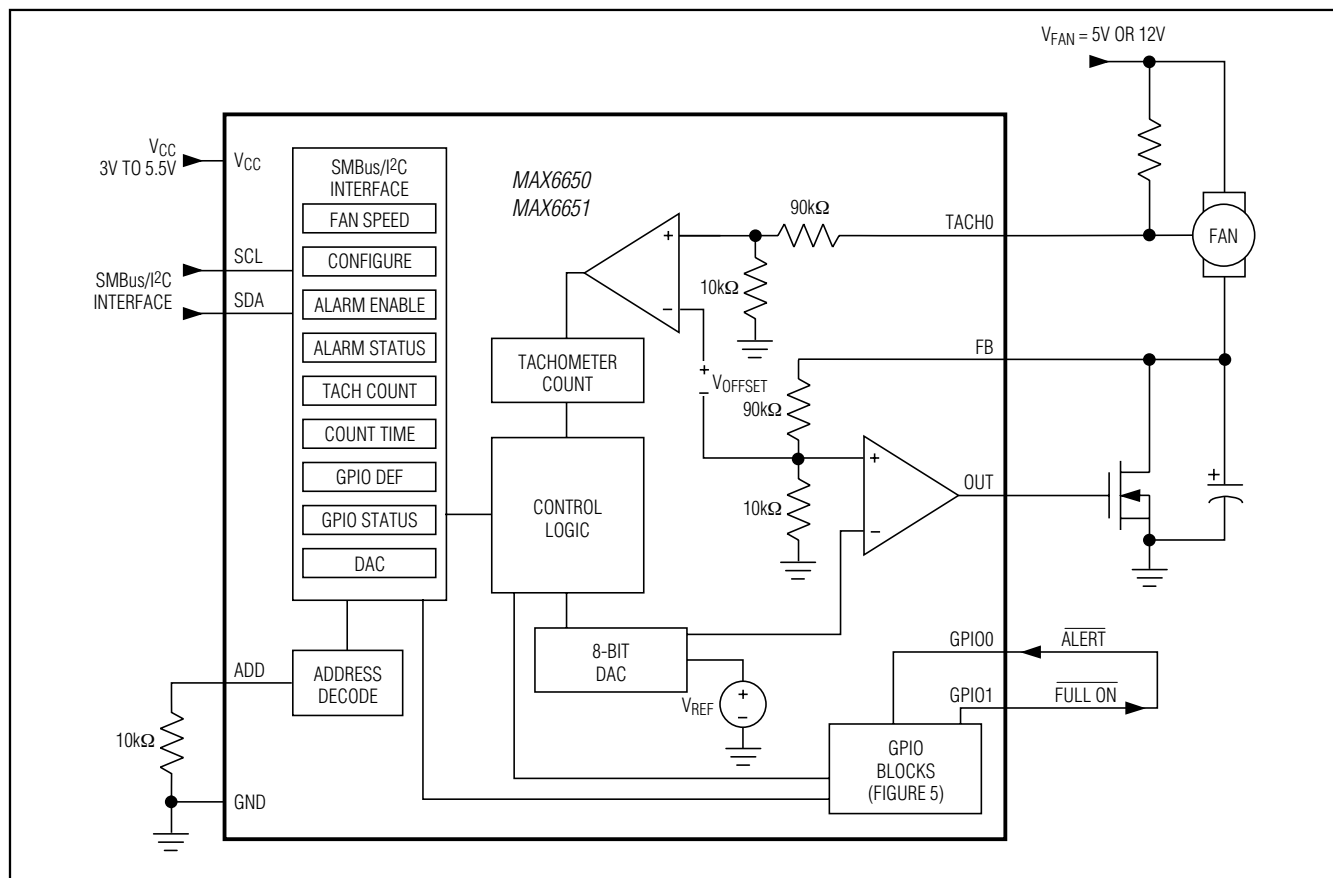 V_FAN = 5V OR 12V
V_CC
3V TO 5.5V
V_CC
SMBus/I²C
INTERFACE
MAX6650
MAX6651
FAN SPEED
CONFIGURE
ALARM ENABLE
ALARM STATUS
TACH COUNT
COUNT TIME
GPIO DEF
GPIO STATUS
DAC
SCL
SDA
SMBus/I²C
INTERFACE
90kΩ
TACH0
FAN
+
−
10kΩ
TACHOMETER
COUNT
+
−
V_OFFSET
FB
90kΩ
CONTROL
LOGIC
+
−
OUT
10kΩ
+
8-BIT
DAC
V_REF
+
−
ADD
ADDRESS
DECODE
10kΩ
GND
GPIO0
ALERT
GPIO1
FULL ON
GPIO
BLOCKS
(FIGURE 5)